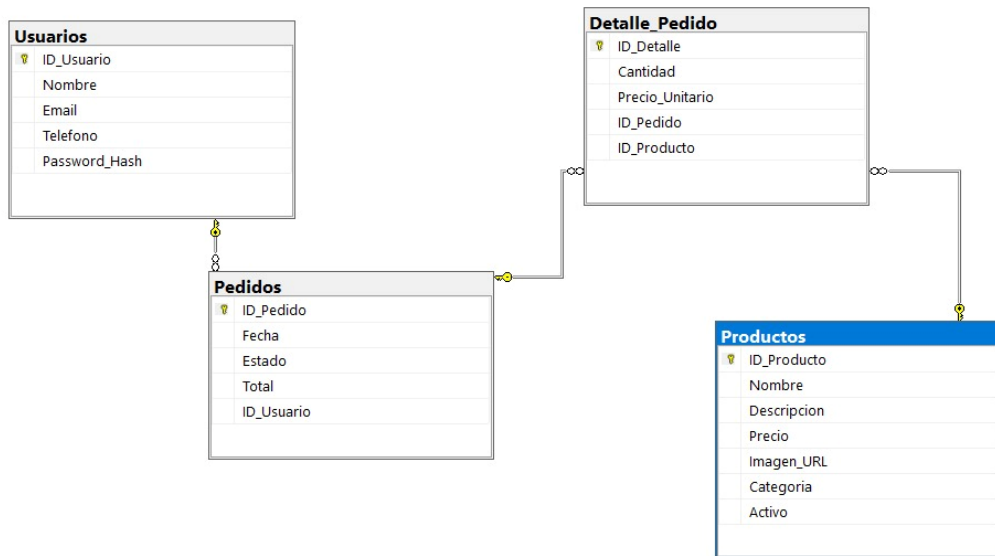 Usuarios
ID_Usuario
Nombre
Email
Telefono
Password_Hash
Detalle_Pedido
ID_Detalle
Cantidad
Precio_Unitario
ID_Pedido
ID_Producto
Pedidos
ID_Pedido
Fecha
Estado
Total
ID_Usuario
Productos
ID_Producto
Nombre
Descripcion
Precio
Imagen_URL
Categoria
Activo